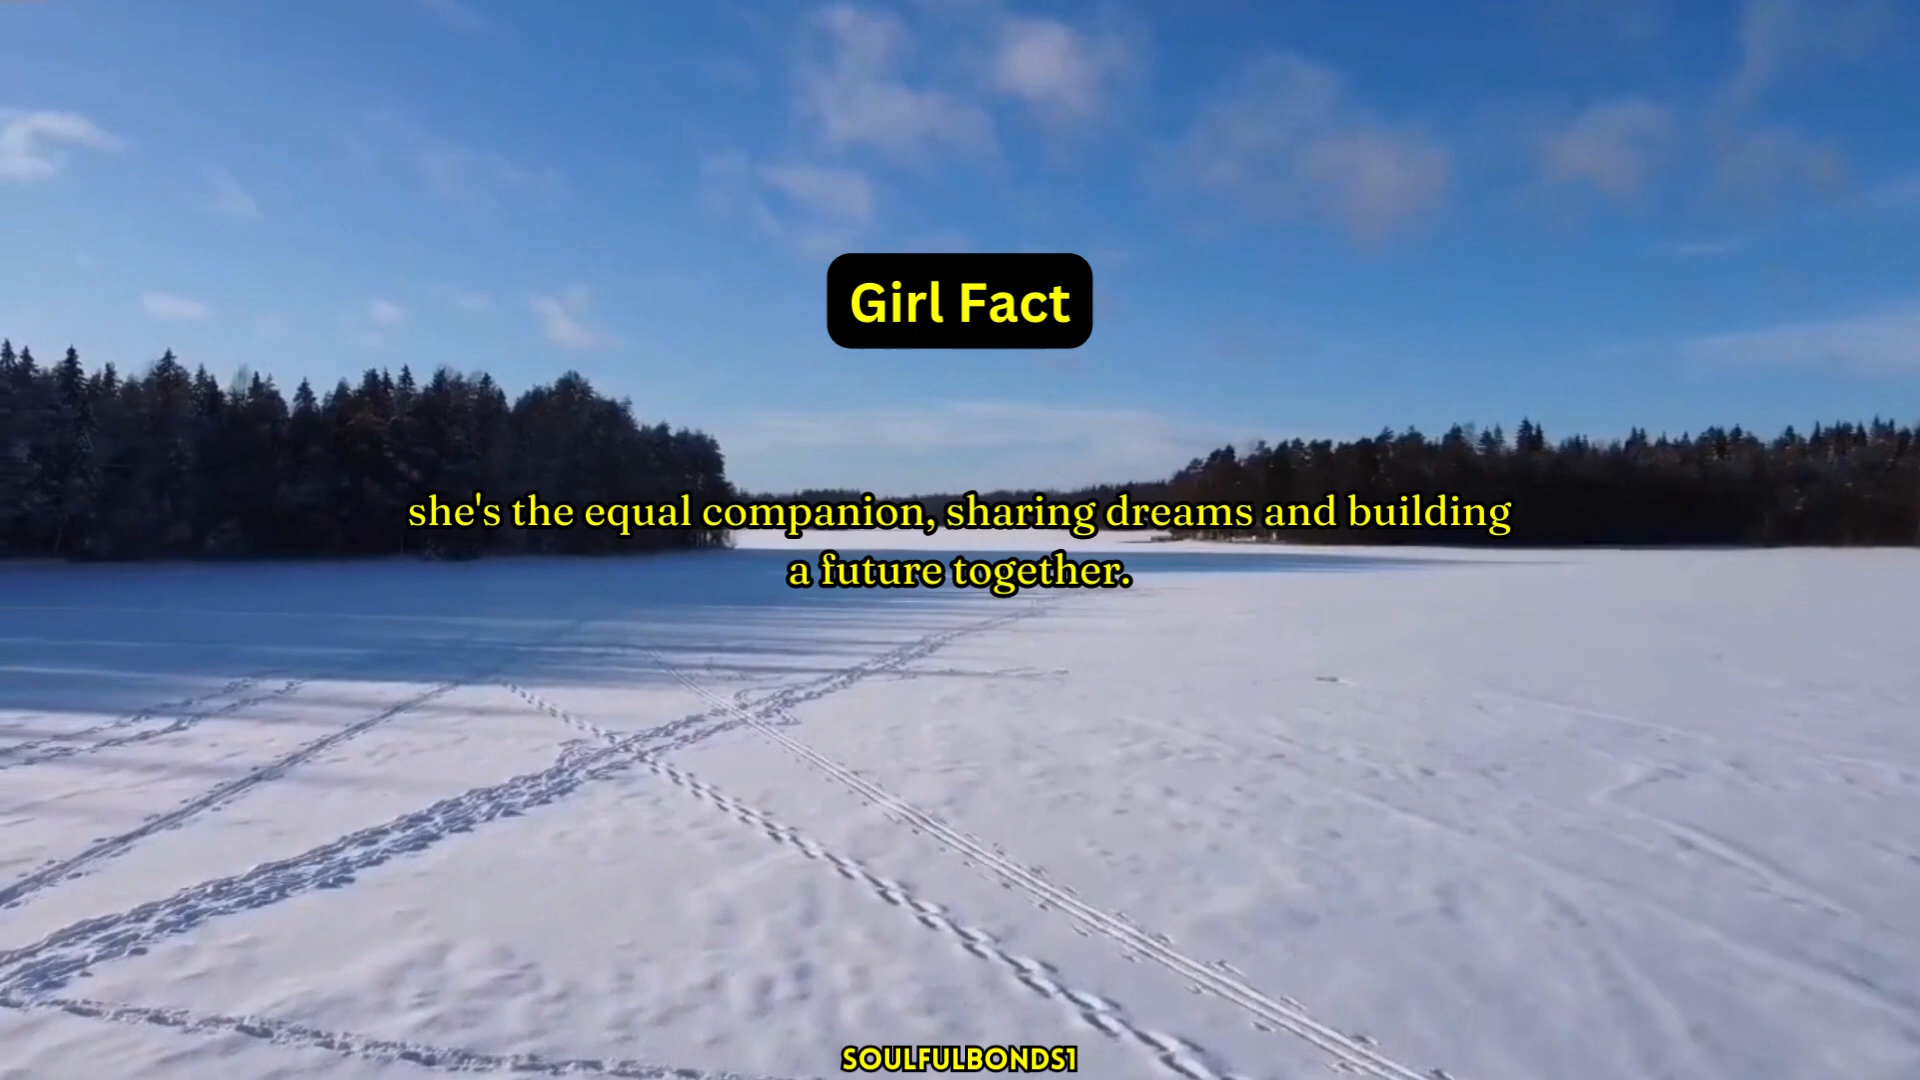 Girl Fact
she's the equal companion, sharing dreams and building
a future together.
SOULFULBONDS1